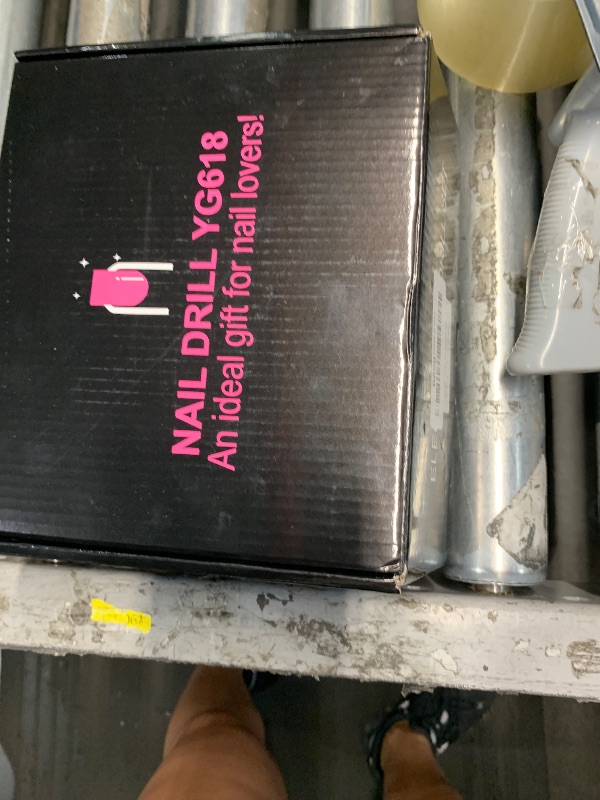 NAIL DRILL YG618
An ideal gift for nail lovers!